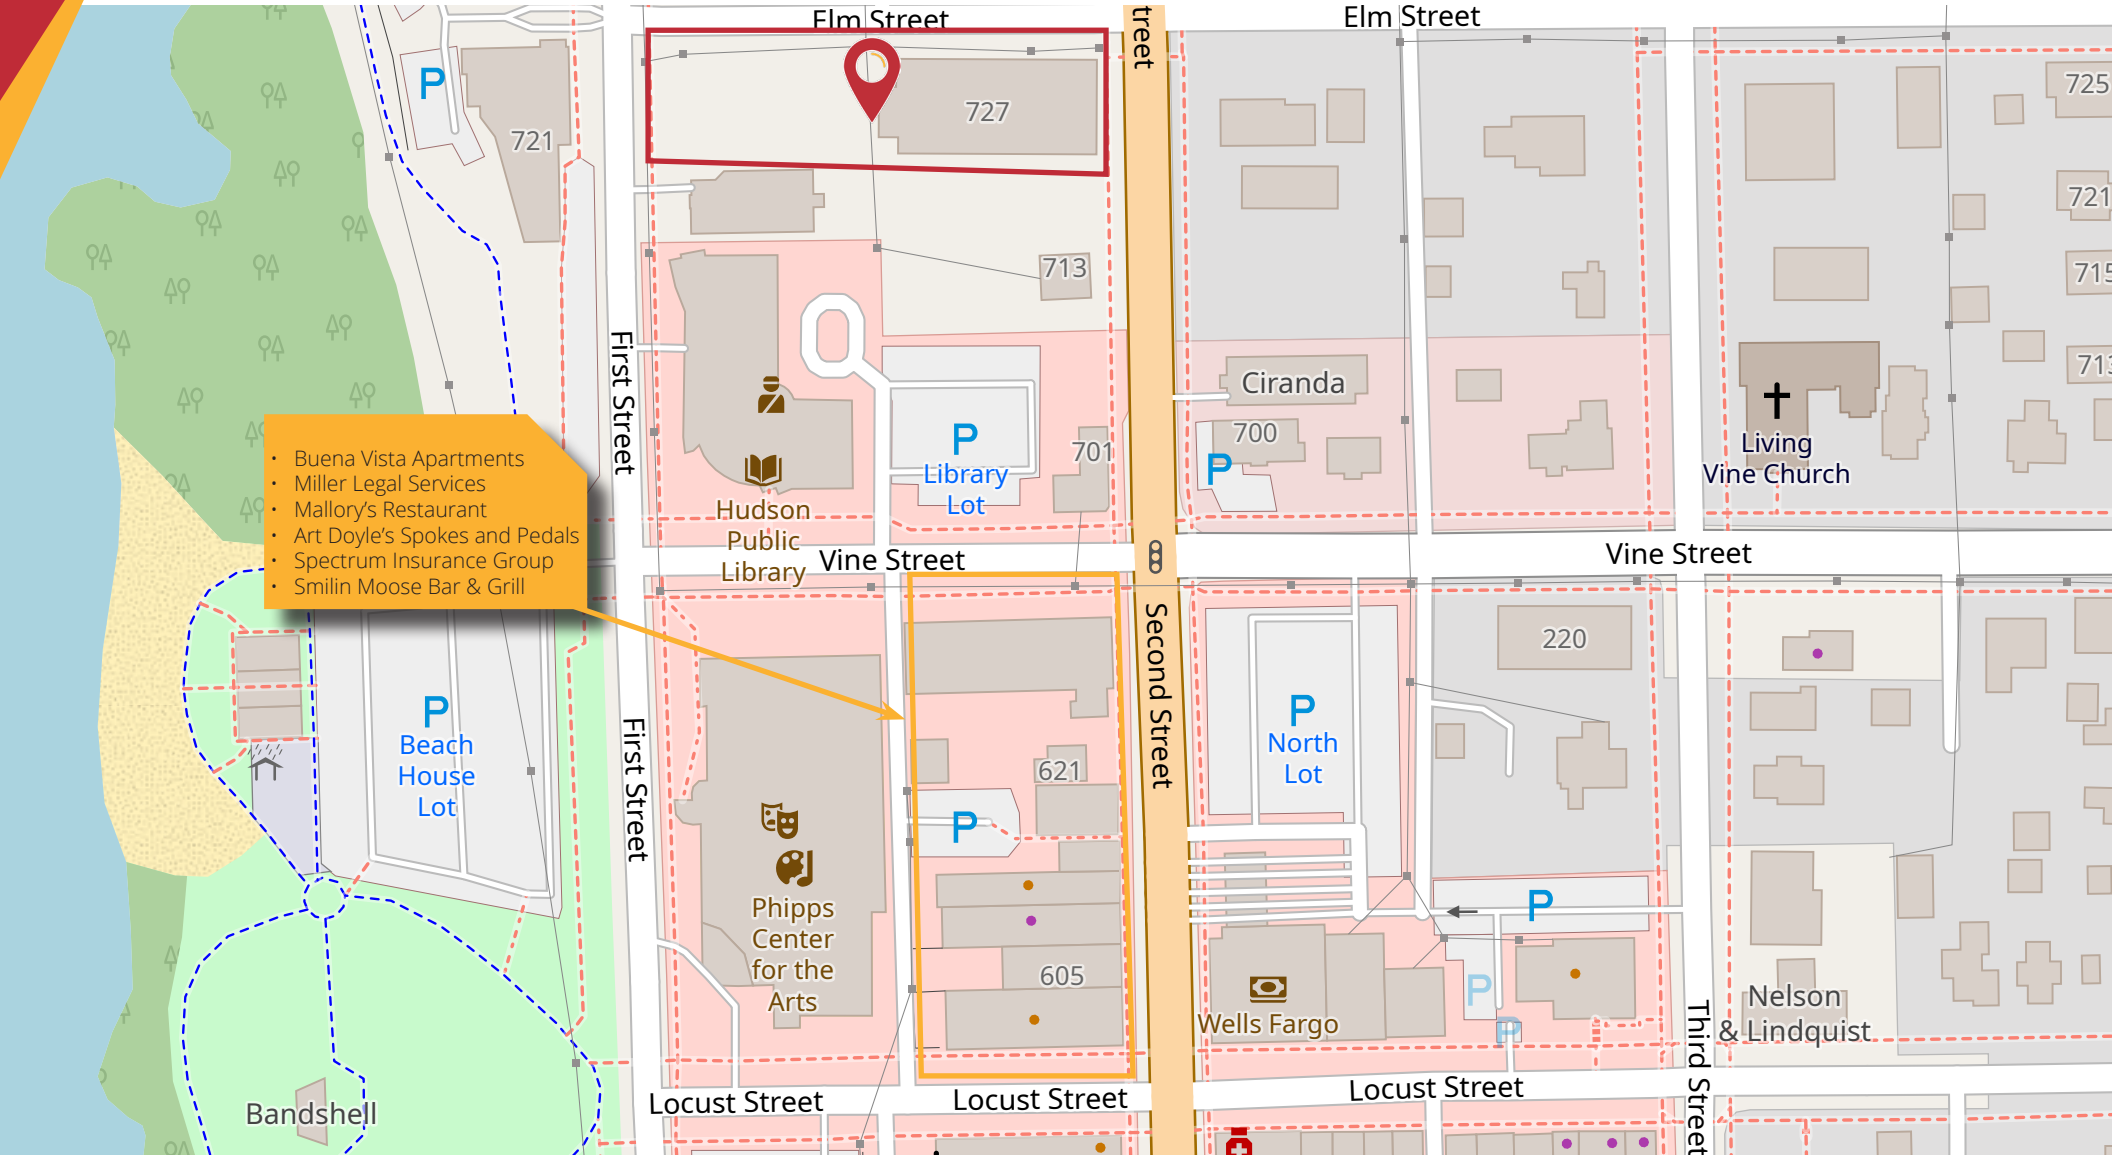 Elm Street
Elm Street
treet
P
721
727
725
721
713
715
First Street
Ciranda
713
700
P
701
P
Library
Lot
Living
Vine Church
• Buena Vista Apartments
• Miller Legal Services
• Mallory's Restaurant
• Art Doyle's Spokes and Pedals
• Spectrum Insurance Group
• Smilin Moose Bar & Grill
Hudson
Public
Library
Vine Street
Vine Street
Second Street
220
P
Beach
House
Lot
First Street
621
P
North
Lot
P
Phipps
Center
for the
Arts
605
P
P
P
Wells Fargo
Nelson
& Lindquist
Third Street
Bandshell
Locust Street
Locust Street
Locust Street